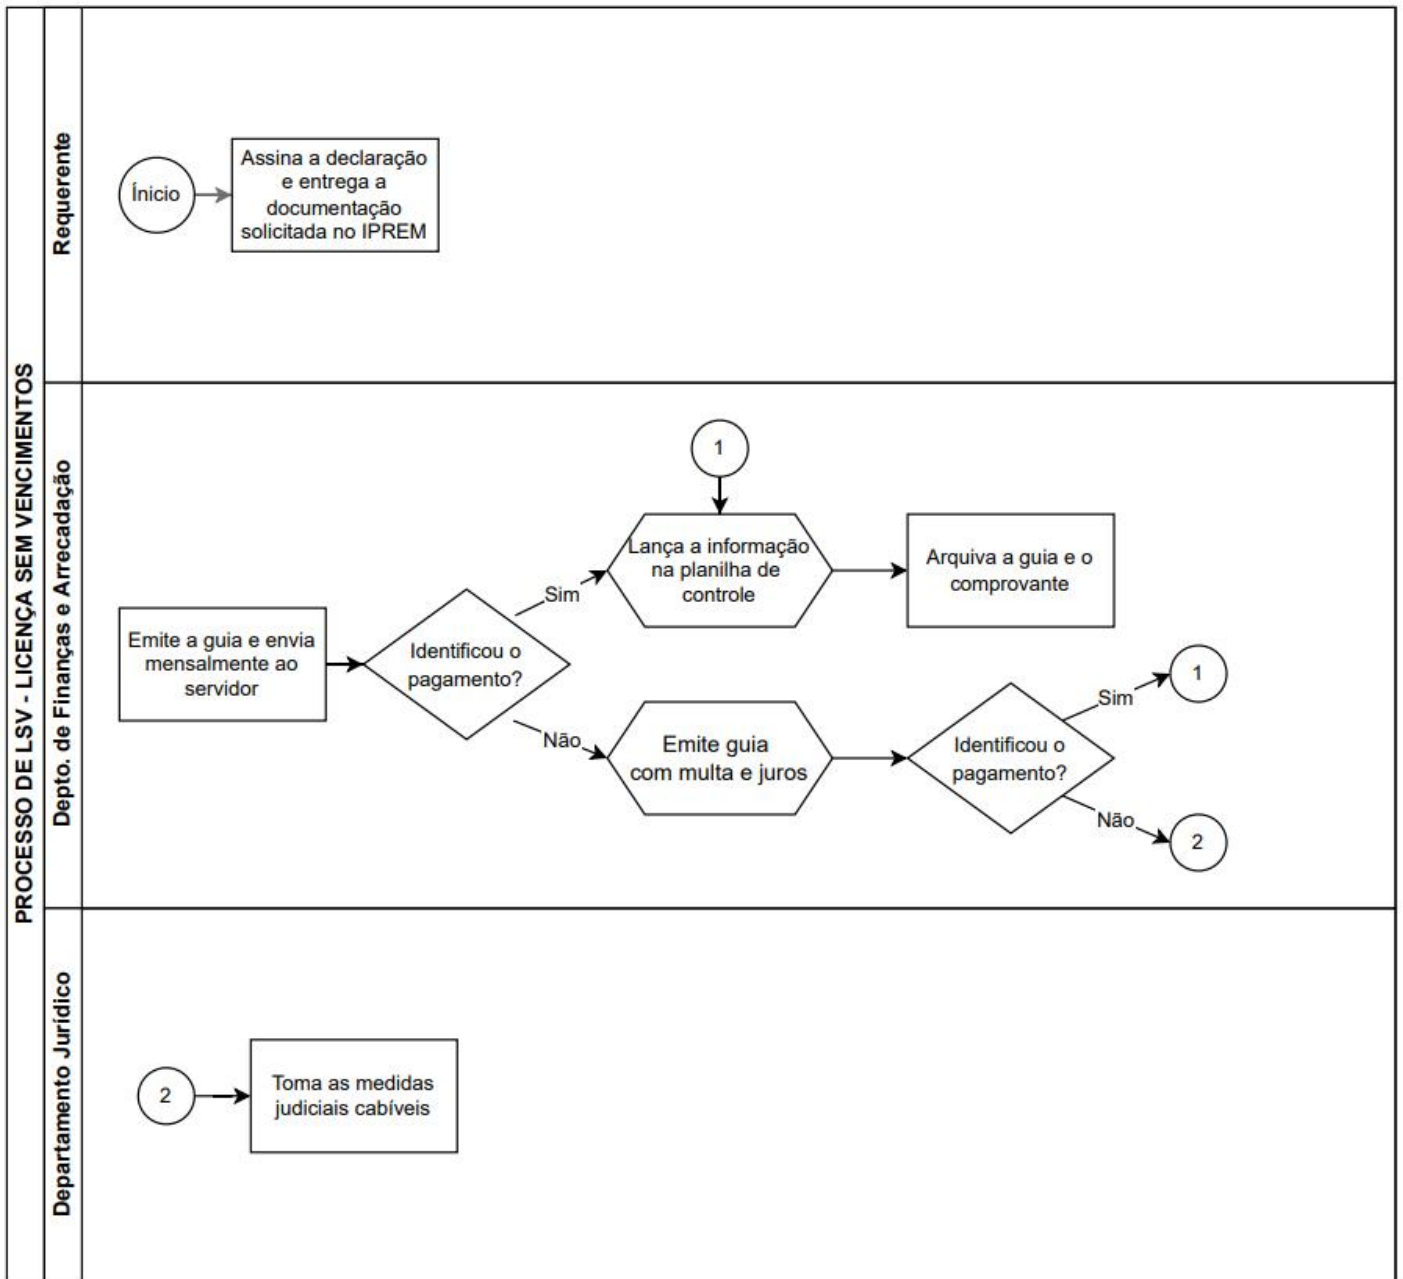 PROCESSO DE LSV - LICENÇA SEM VENCIMENTOS
Requerente
Ínicio
Assina a declaração
e entrega a
documentação
solicitada no IPREM
Depto. de Finanças e Arrecadação
Emite a guia e envia
mensalmente ao
servidor
Identificou o
pagamento?
Sim
1
Lança a informação
na planilha de
controle
Arquiva a guia e o
comprovante
Não
Emite guia
com multa e juros
Identificou o
pagamento?
Sim
1
Não
2
Departamento Jurídico
2
Toma as medidas
judiciais cabíveis